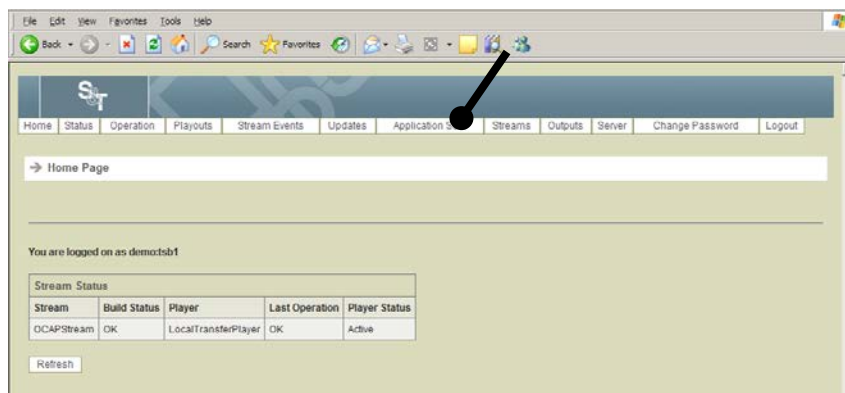 File Edit View Favorites Tools Help
Back Search Favorites
S&T
Home Status Operation Playouts Stream Events Updates Application Streams Outputs Server Change Password Logout
Home Page
You are logged on as demo:tsb1
Stream Status
Stream Build Status Player Last Operation Player Status
OCAPStream OK LocalTransferPlayer OK Active
Refresh